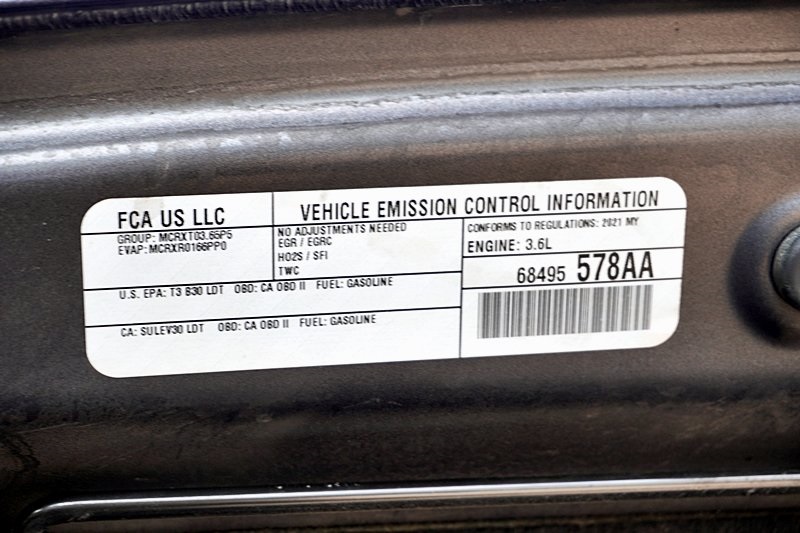 FCA US LLC
GROUP: MCRXT03.65P5
EVAP: MCRXR0166PP0
VEHICLE EMISSION CONTROL INFORMATION
NO ADJUSTMENTS NEEDED
EGR / EGRC
HO2S / SFI
TWC
CONFORMS TO REGULATIONS: 2021 MY
ENGINE: 3.6L
68495 578AA
U.S. EPA: T3 B30 LDT OBD: CA OBD II FUEL: GASOLINE
CA: SULEV30 LDT OBD: CA OBD II FUEL: GASOLINE